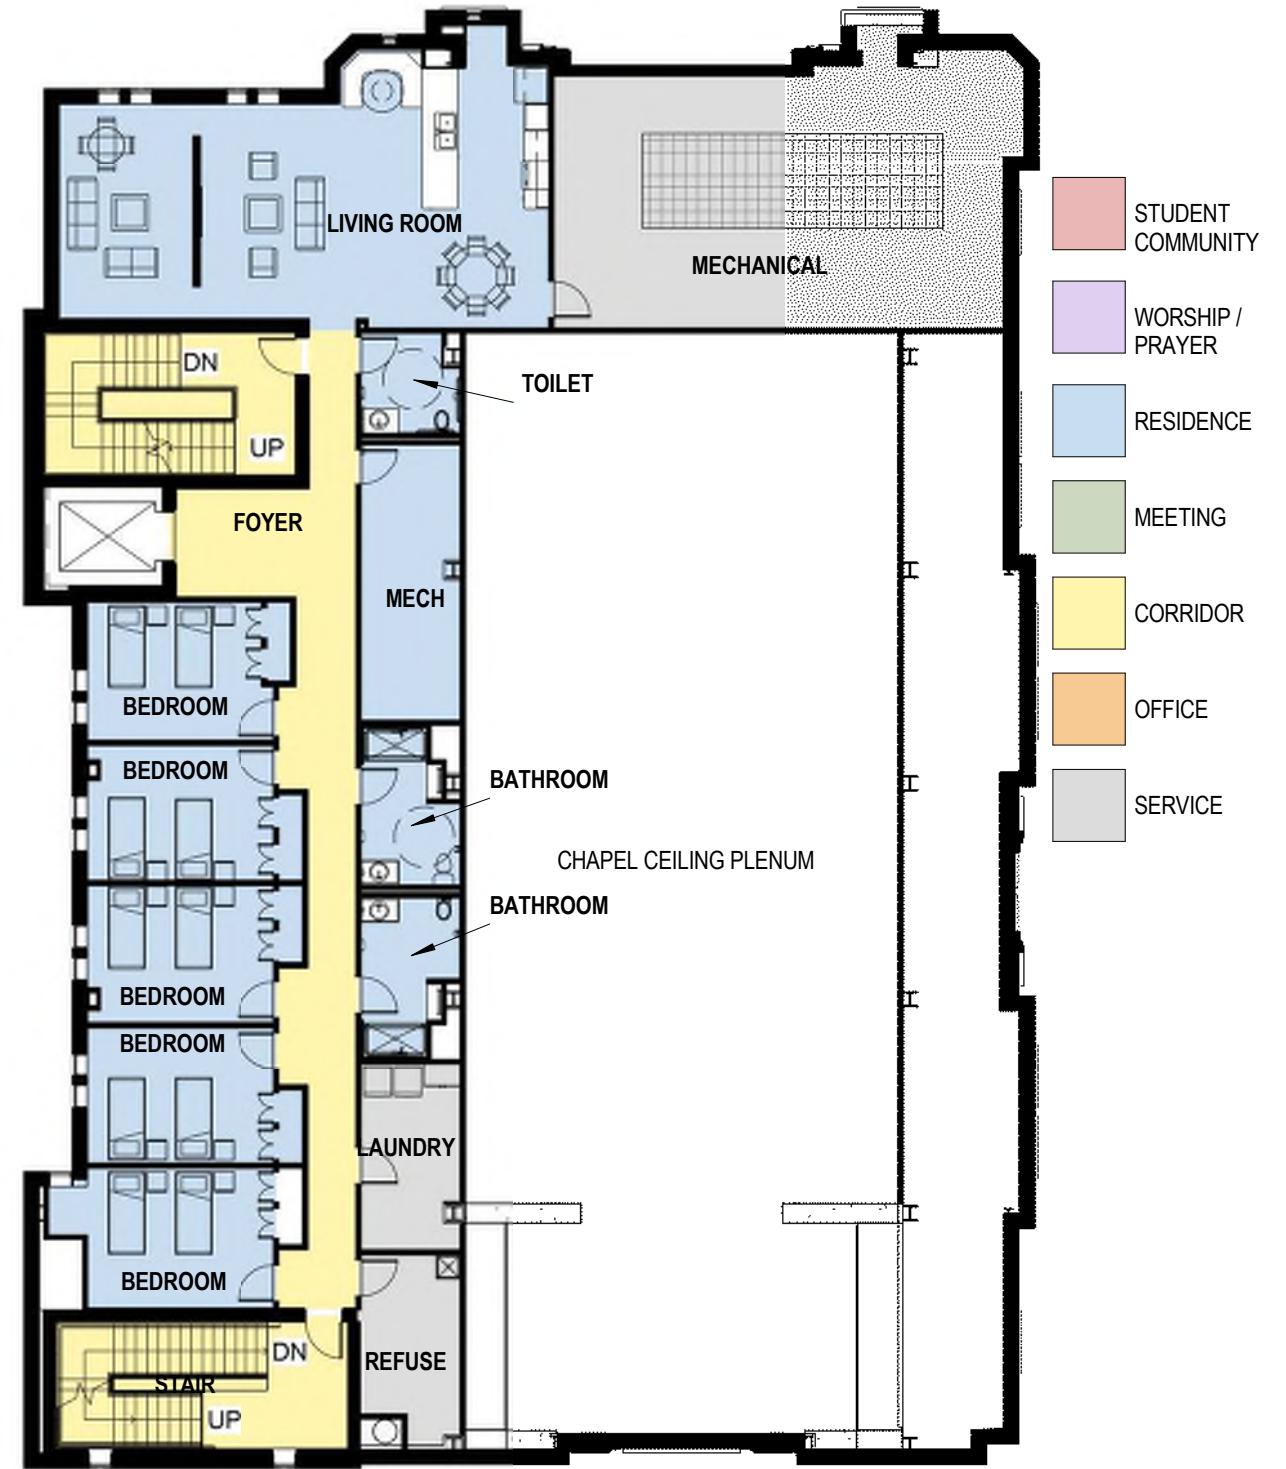 LIVING ROOM
MECHANICAL
DN
UP
TOILET
FOYER
MECH
BEDROOM
BEDROOM
BATHROOM
CHAPEL CEILING PLENUM
BATHROOM
BEDROOM
BEDROOM
LAUNDRY
BEDROOM
DN
REFUSE
STAIR
UP
STUDENT
COMMUNITY
WORSHIP /
PRAYER
RESIDENCE
MEETING
CORRIDOR
OFFICE
SERVICE